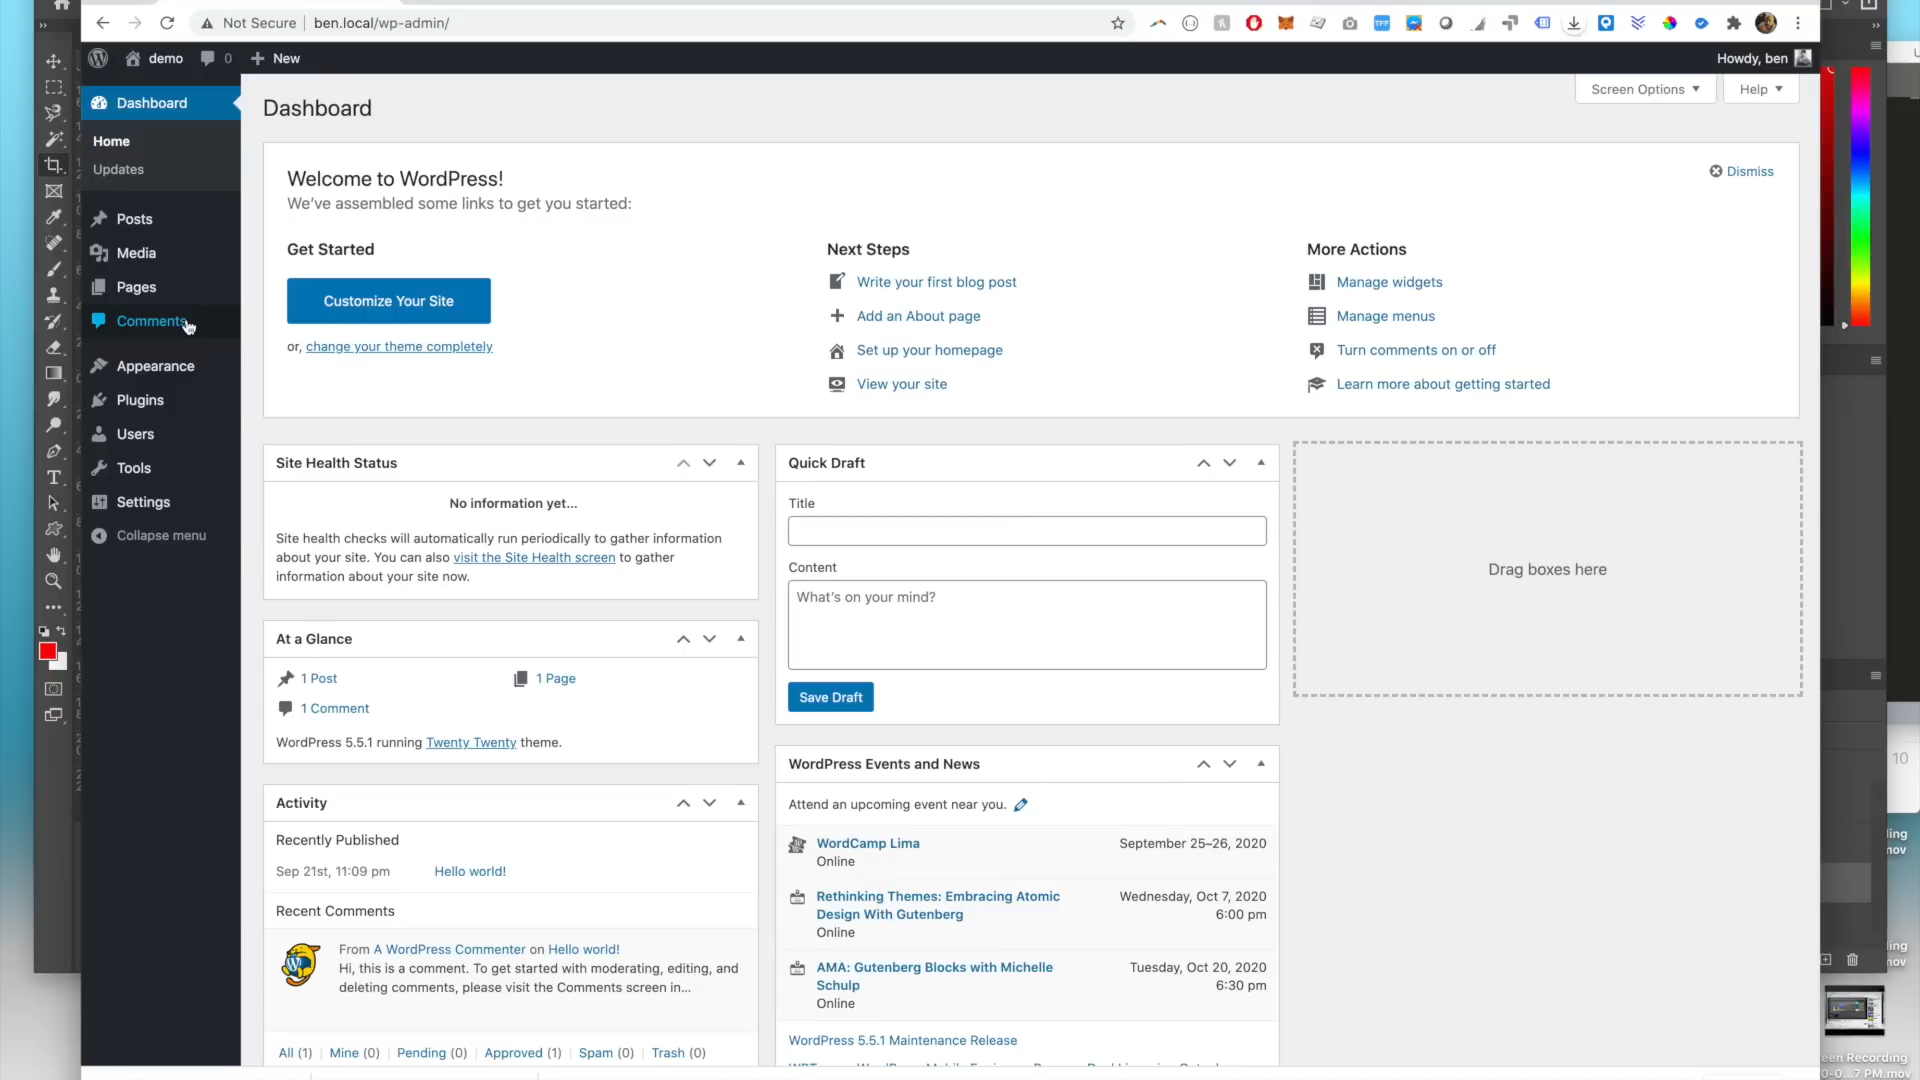 Not Secure
ben.local/wp-admin/
demo
0
New
Howdy, ben
Dashboard
Home
Updates
Posts
Media
Pages
Comments
Appearance
Plugins
Users
Tools
Settings
Collapse menu
Dashboard
Screen Options
Help
Welcome to WordPress!
We've assembled some links to get you started:
Dismiss
Get Started
Customize Your Site
or, change your theme completely
Next Steps
Write your first blog post
Add an About page
Set up your homepage
View your site
More Actions
Manage widgets
Manage menus
Turn comments on or off
Learn more about getting started
Site Health Status
No information yet...
Site health checks will automatically run periodically to gather information
about your site. You can also visit the Site Health screen to gather
information about your site now.
At a Glance
1 Post
1 Page
1 Comment
WordPress 5.5.1 running Twenty Twenty theme.
Activity
Recently Published
Sep 21st, 11:09 pm
Hello world!
Recent Comments
From A WordPress Commenter on Hello world!
Hi, this is a comment. To get started with moderating, editing, and
deleting comments, please visit the Comments screen in...
All (1) | Mine (0) | Pending (0) | Approved (1) | Spam (0) | Trash (0)
Quick Draft
Title
Content
What's on your mind?
Save Draft
Drag boxes here
WordPress Events and News
Attend an upcoming event near you.
WordCamp Lima
Online
September 25–26, 2020
Rethinking Themes: Embracing Atomic
Design With Gutenberg
Online
Wednesday, Oct 7, 2020
6:00 pm
AMA: Gutenberg Blocks with Michelle
Schulp
Online
Tuesday, Oct 20, 2020
6:30 pm
WordPress 5.5.1 Maintenance Release
10